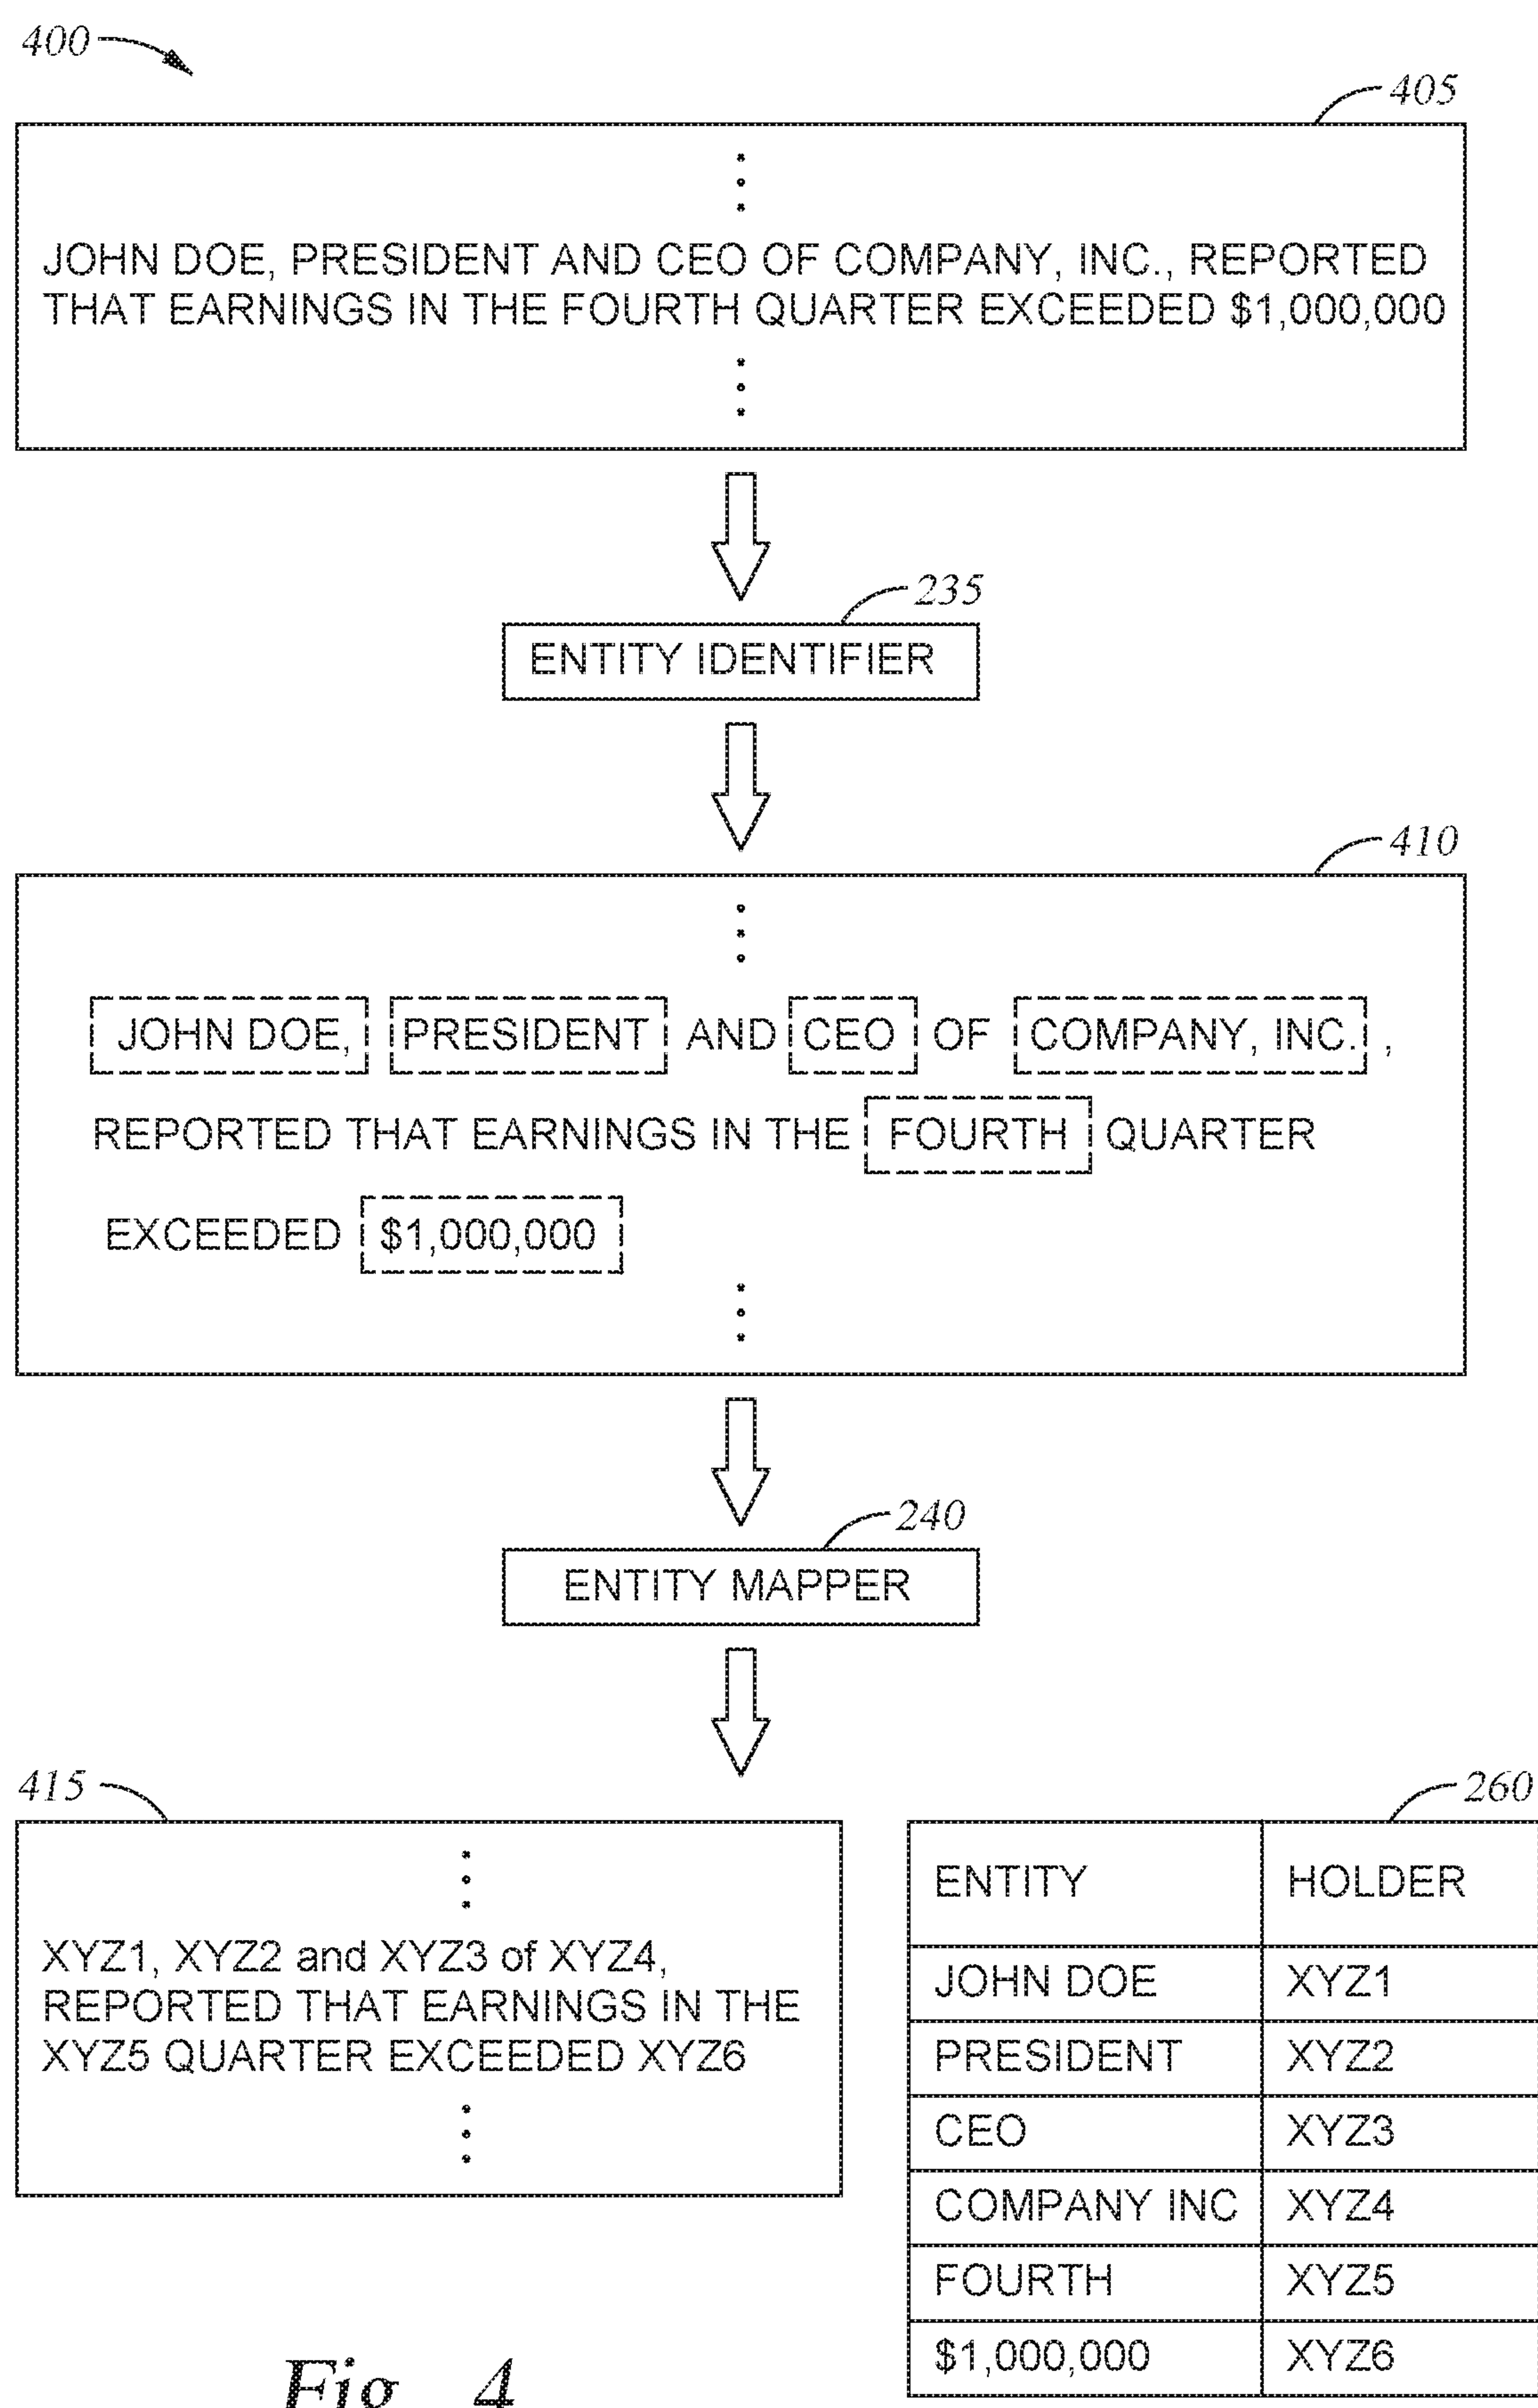 400
405
JOHN DOE, PRESIDENT AND CEO OF COMPANY, INC., REPORTED
THAT EARNINGS IN THE FOURTH QUARTER EXCEEDED $1,000,000
235
ENTITY IDENTIFIER
410
JOHN DOE, PRESIDENT AND CEO OF COMPANY, INC. ,
REPORTED THAT EARNINGS IN THE FOURTH QUARTER
EXCEEDED $1,000,000
240
ENTITY MAPPER
415
XYZ1, XYZ2 and XYZ3 of XYZ4,
REPORTED THAT EARNINGS IN THE
XYZ5 QUARTER EXCEEDED XYZ6
260
ENTITY HOLDER
JOHN DOE XYZ1
PRESIDENT XYZ2
CEO XYZ3
COMPANY INC XYZ4
FOURTH XYZ5
$1,000,000 XYZ6
Fig. 4